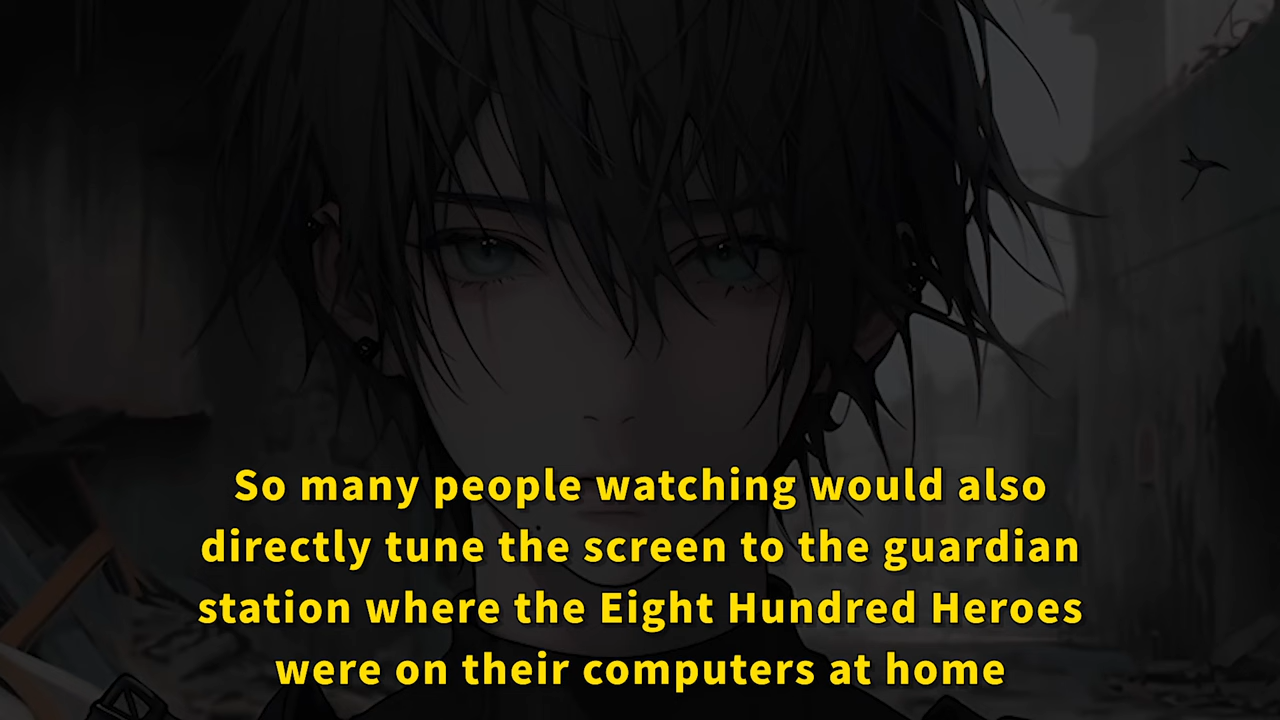 So many people watching would also
directly tune the screen to the guardian
station where the Eight Hundred Heroes
were on their computers at home